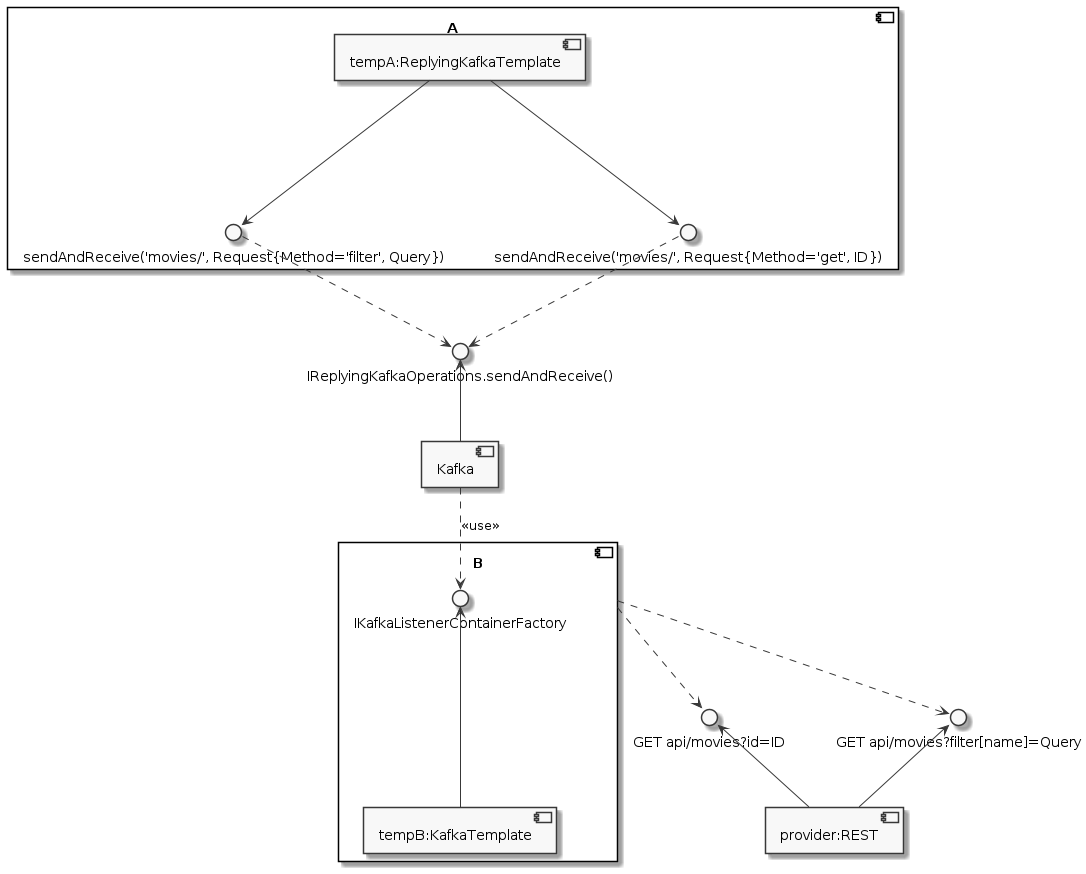 A
tempA:ReplyingKafkaTemplate
sendAndReceive('movies/', Request{Method='filter', Query})
sendAndReceive('movies/', Request{Method='get', ID})
IReplyingKafkaOperations.sendAndReceive()
Kafka
«use»
B
IKafkaListenerContainerFactory
GET api/movies?id=ID
GET api/movies?filter[name]=Query
tempB:KafkaTemplate
provider:REST